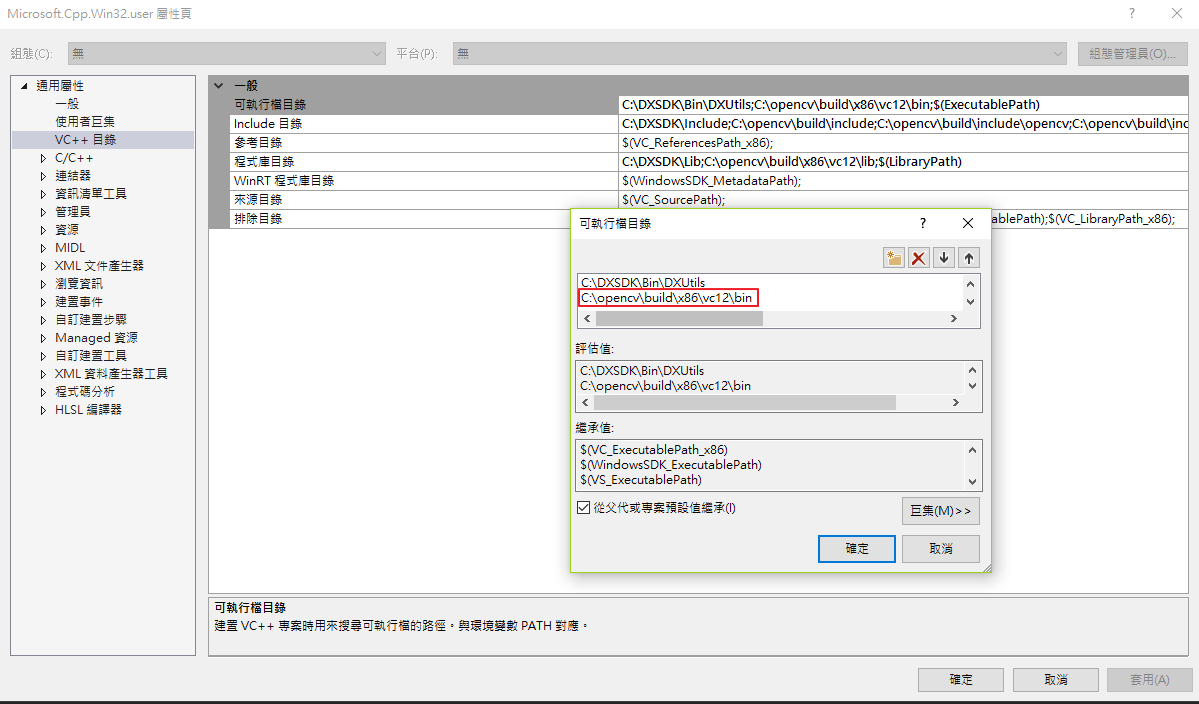 Microsoft.Cpp.Win32.user 屬性頁
?
組態(C):
無
平台(P):
無
組態管理員(O)...
通用屬性
一般
使用者巨集
VC++ 目錄
C/C++
連結器
資訊清單工具
管理員
資源
MIDL
XML 文件產生器
瀏覽資訊
建置事件
自訂建置步驟
Managed 資源
自訂建置工具
XML 資料產生器工具
程式碼分析
HLSL 編譯器
一般
可執行檔目錄 C:\DXSDK\Bin\DXUtils;C:\opencv\build\x86\vc12\bin;$(ExecutablePath)
Include 目錄 C:\DXSDK\Include;C:\opencv\build\include;C:\opencv\build\include\opencv;C:\opencv\build\inc
參考目錄 $(VC_ReferencesPath_x86);
程式庫目錄 C:\DXSDK\Lib;C:\opencv\build\x86\vc12\lib;$(LibraryPath)
WinRT 程式庫目錄 $(WindowsSDK_MetadataPath);
來源目錄 $(VC_SourcePath);
排除目錄 ablePath);$(VC_LibraryPath_x86);
可執行檔目錄
?
C:\DXSDK\Bin\DXUtils
C:\opencv\build\x86\vc12\bin
評估值:
C:\DXSDK\Bin\DXUtils
C:\opencv\build\x86\vc12\bin
繼承值:
$(VC_ExecutablePath_x86)
$(WindowsSDK_ExecutablePath)
$(VS_ExecutablePath)
從父代或專案預設值繼承(I)
巨集(M)>>
確定
取消
可執行檔目錄
建置 VC++ 專案時用來搜尋可執行檔的路徑。與環境變數 PATH 對應。
確定
取消
套用(A)